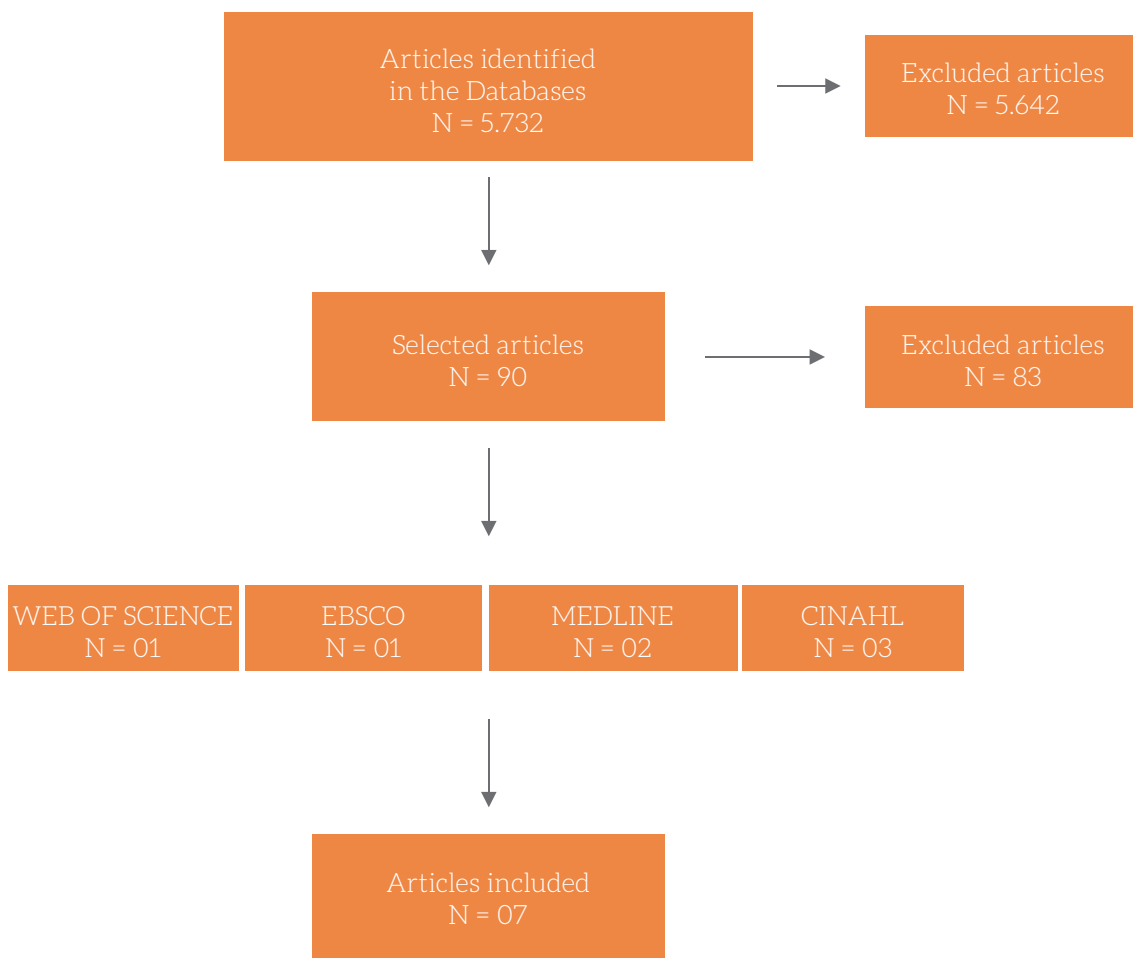 Articles identified
in the Databases
N = 5.732
Excluded articles
N = 5.642
Selected articles
N = 90
Excluded articles
N = 83
WEB OF SCIENCE
N = 01
EBSCO
N = 01
MEDLINE
N = 02
CINAHL
N = 03
Articles included
N = 07